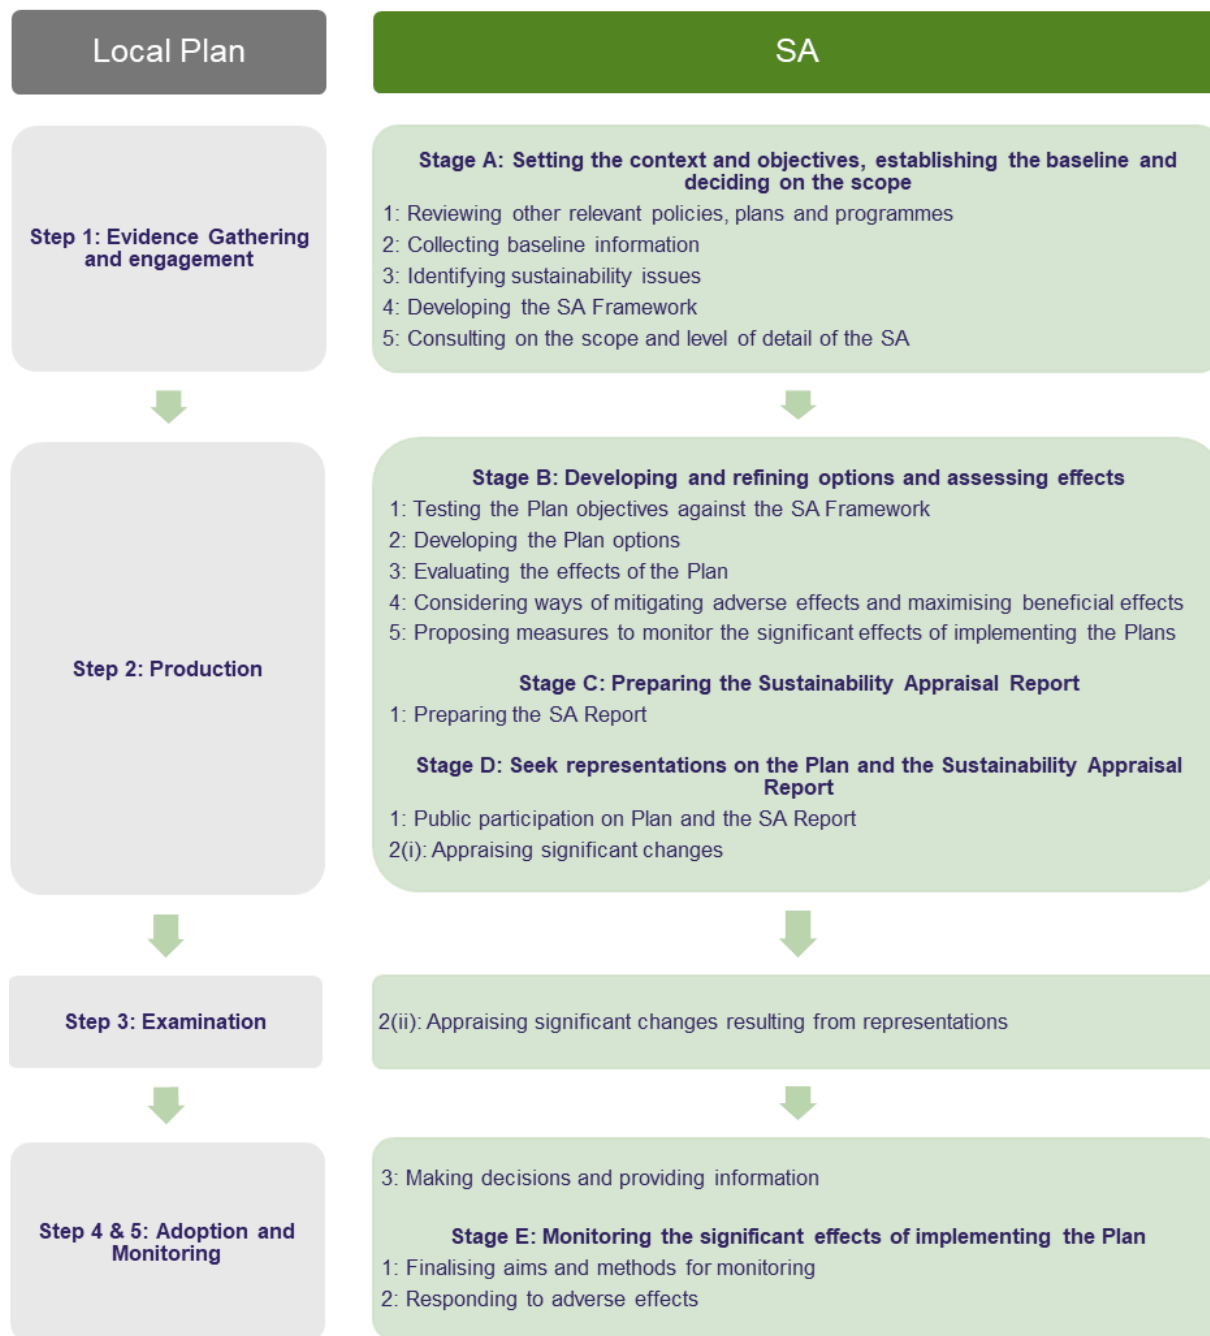 Local Plan
SA
Step 1: Evidence Gathering
and engagement
Stage A: Setting the context and objectives, establishing the baseline and
deciding on the scope
1: Reviewing other relevant policies, plans and programmes
2: Collecting baseline information
3: Identifying sustainability issues
4: Developing the SA Framework
5: Consulting on the scope and level of detail of the SA
Step 2: Production
Stage B: Developing and refining options and assessing effects
1: Testing the Plan objectives against the SA Framework
2: Developing the Plan options
3: Evaluating the effects of the Plan
4: Considering ways of mitigating adverse effects and maximising beneficial effects
5: Proposing measures to monitor the significant effects of implementing the Plans
Stage C: Preparing the Sustainability Appraisal Report
1: Preparing the SA Report
Stage D: Seek representations on the Plan and the Sustainability Appraisal
Report
1: Public participation on Plan and the SA Report
2(i): Appraising significant changes
Step 3: Examination
2(ii): Appraising significant changes resulting from representations
Step 4 & 5: Adoption and
Monitoring
3: Making decisions and providing information
Stage E: Monitoring the significant effects of implementing the Plan
1: Finalising aims and methods for monitoring
2: Responding to adverse effects